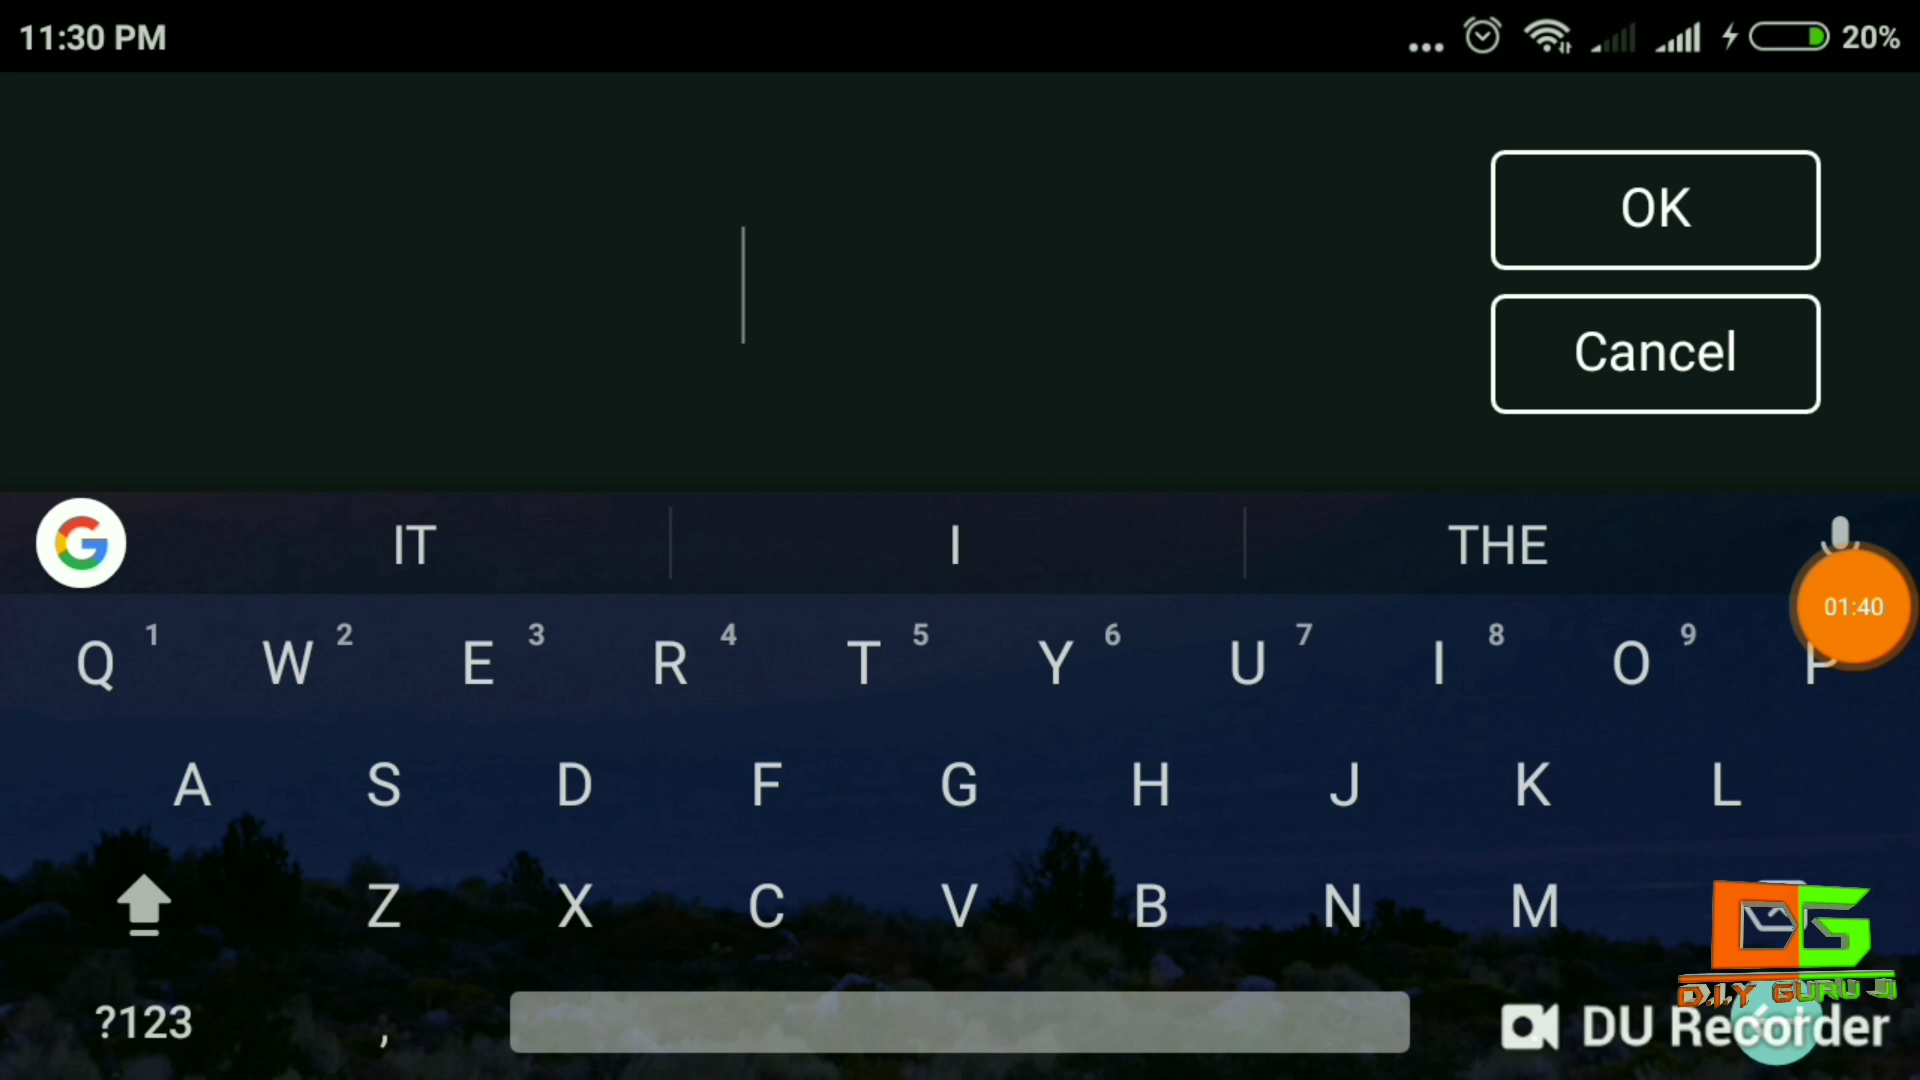 11:30 PM 20%
OK
Cancel
IT I THE
01:40
Q 1 W 2 E 3 R 4 T 5 Y 6 U 7 I 8 O 9 P
A S D F G H J K L
Z X C V B N M
DG
D.I.Y GURU JI
?123 , DU Recorder